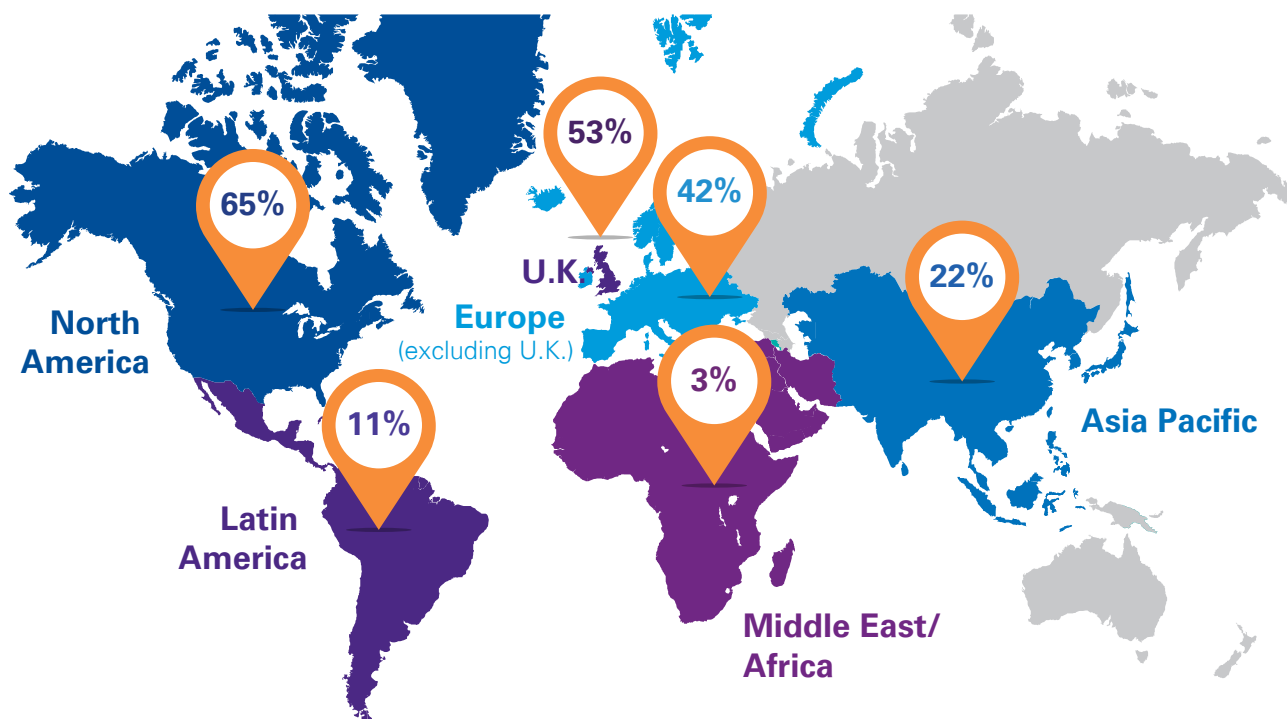 53%
65%
42%
U.K.
22%
North
America
Europe
(excluding U.K.)
3%
11%
Asia Pacific
Latin
America
Middle East/
Africa